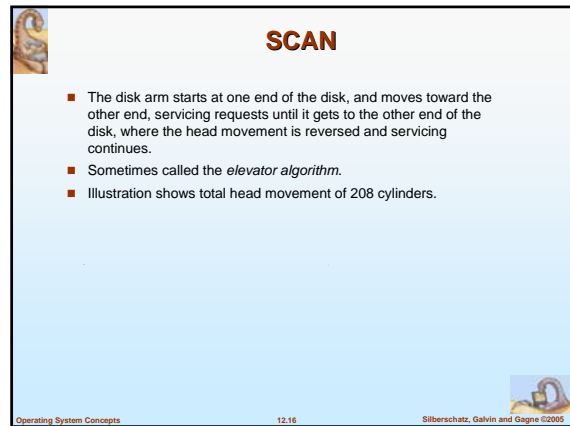 SCAN
The disk arm starts at one end of the disk, and moves toward the
other end, servicing requests until it gets to the other end of the
disk, where the head movement is reversed and servicing
continues.
Sometimes called the elevator algorithm.
Illustration shows total head movement of 208 cylinders.
Operating System Concepts 12.16 Silberschatz, Galvin and Gagne ©2005